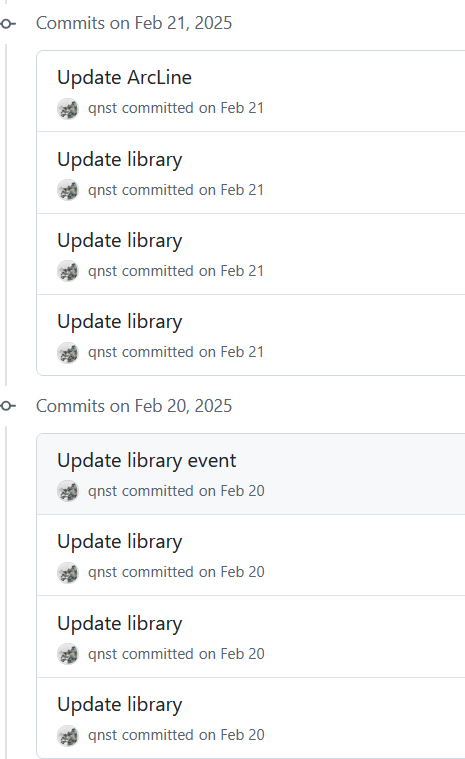 Commits on Feb 21, 2025
Update ArcLine
qnst committed on Feb 21
Update library
qnst committed on Feb 21
Update library
qnst committed on Feb 21
Update library
qnst committed on Feb 21
Commits on Feb 20, 2025
Update library event
qnst committed on Feb 20
Update library
qnst committed on Feb 20
Update library
qnst committed on Feb 20
Update library
qnst committed on Feb 20